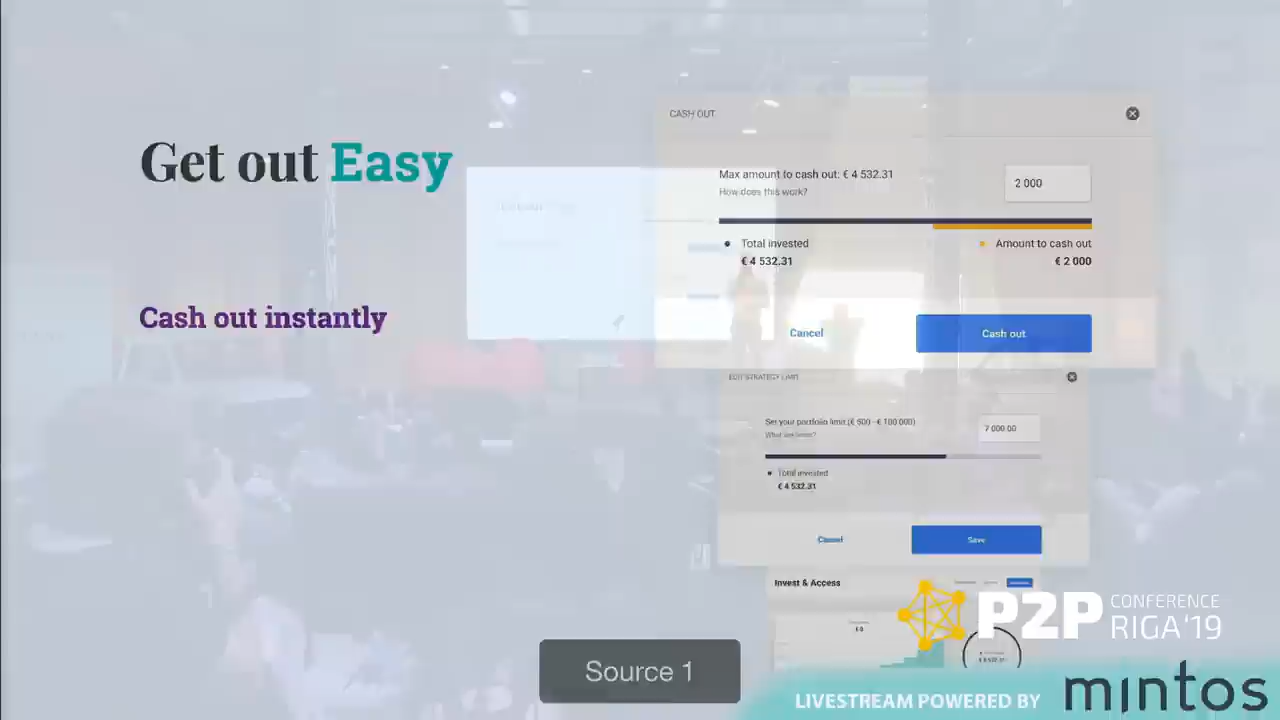 Get out Easy
Cash out instantly
CASH OUT
Max amount to cash out: € 4 532.31
How does this work?
2 000
Total invested
€ 4 532.31
Amount to cash out
€ 2 000
Cancel
Cash out
EDIT STRATEGY LIMIT
Set your portfolio limit (€ 500 - € 100 000)
7 000.00
Total invested
€ 4 532.31
Cancel
Save
Invest & Access
€ 0
P2P
CONFERENCE
RIGA'19
Source 1
LIVESTREAM POWERED BY
mintos